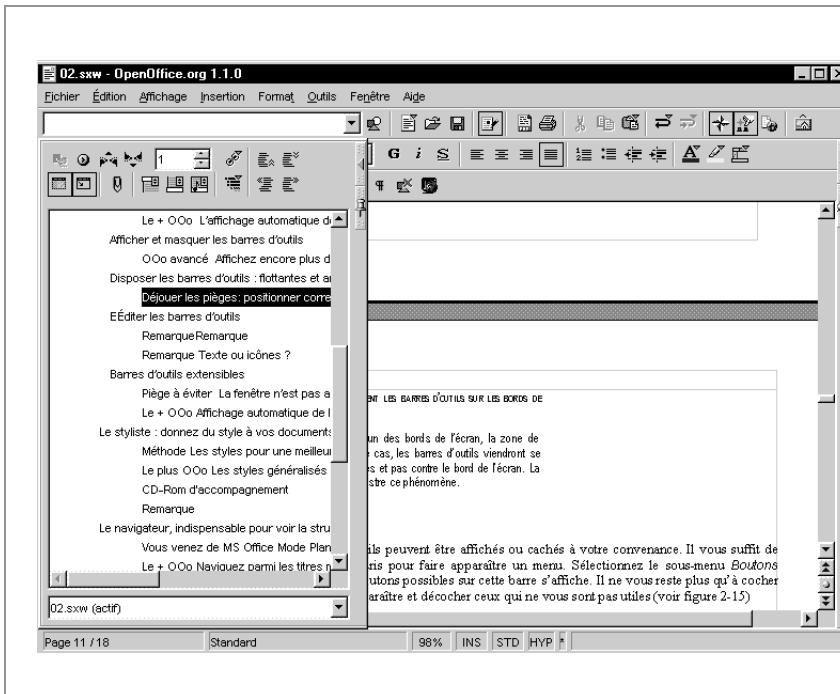 02.sxw - OpenOffice.org 1.1.0
Fichier Édition Affichage Insertion Format Outils Fenêtre Aide
1
G i S
A
Le + OOo L'affichage automatique d
Afficher et masquer les barres d'outils
OOo avancé Affichez encore plus d
Disposer les barres d'outils : flottantes et a
Déjouer les pièges: positionner corre
EÉditer les barres d'outils
RemarqueRemarque
Remarque Texte ou icônes ?
Barres d'outils extensibles
Piège à éviter La fenêtre n'est pas a
Le + OOo Affichage automatique de l
Le styliste : donnez du style à vos documents
Méthode Les styles pour une meilleu
Le plus OOo Les styles généralisés
CD-Rom d'accompagnement
Remarque
Le navigateur, indispensable pour voir la stru
Vous venez de MS Office Mode Plan
Le + OOo Naviguez parmi les titres
02.sxw (actif)
ENT LES BARRES D'OUTILS SUR LES BORDS DE
un des bords de l'écran, la zone de
cas, les barres d'outils viendront se
s et pas contre le bord de l'écran. La
stre ce phénomène.
ils peuvent être affichés ou cachés à votre convenance. Il vous suffit de
ris pour faire apparaître un menu. Sélectionnez le sous-menu Boutons
utons possibles sur cette barre s'affiche. Il ne vous reste plus qu'à cocher
araître et décocher ceux qui ne vous sont pas utiles (voir figure 2-15)
Page 11 / 18 Standard 98% INS STD HYP *